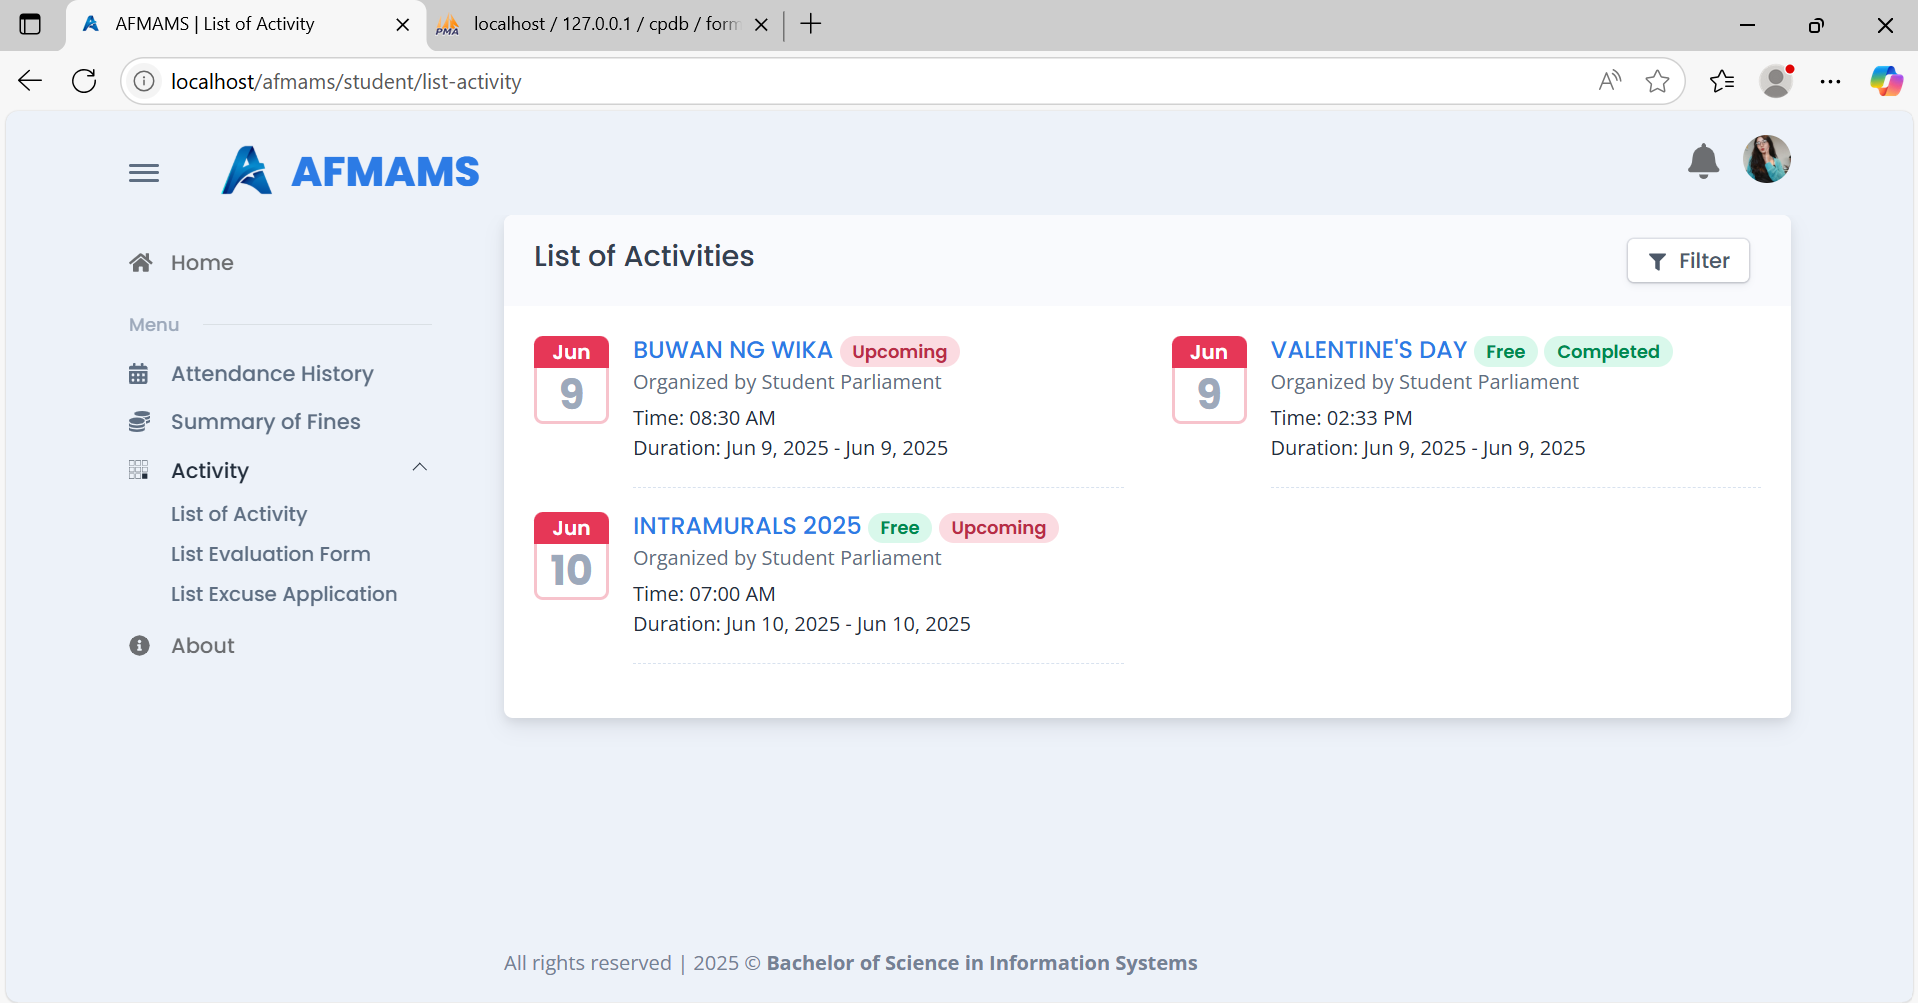 AFMAMS | List of Activity
localhost / 127.0.0.1 / cpdb / form
localhost/afmams/student/list-activity
AFMAMS
Home
Menu
Attendance History
Summary of Fines
Activity
List of Activity
List Evaluation Form
List Excuse Application
About
List of Activities
Filter
Jun
9
BUWAN NG WIKA Upcoming
Organized by Student Parliament
Time: 08:30 AM
Duration: Jun 9, 2025 - Jun 9, 2025
Jun
9
VALENTINE'S DAY Free Completed
Organized by Student Parliament
Time: 02:33 PM
Duration: Jun 9, 2025 - Jun 9, 2025
Jun
10
INTRAMURALS 2025 Free Upcoming
Organized by Student Parliament
Time: 07:00 AM
Duration: Jun 10, 2025 - Jun 10, 2025
All rights reserved | 2025 © Bachelor of Science in Information Systems